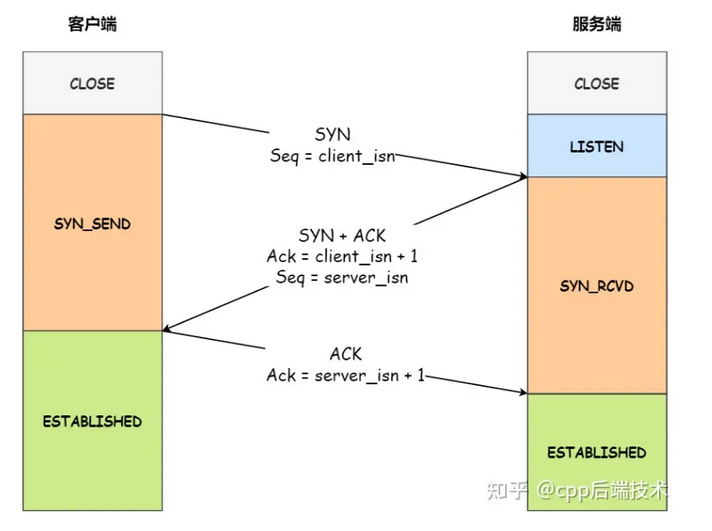 客户端
服务端
CLOSE
CLOSE
SYN
Seq = client_isn
LISTEN
SYN_SEND
SYN + ACK
Ack = client_isn + 1
Seq = server_isn
SYN_RCVD
ACK
Ack = server_isn + 1
ESTABLISHED
ESTABLISHED
知乎 @cpp后端技术